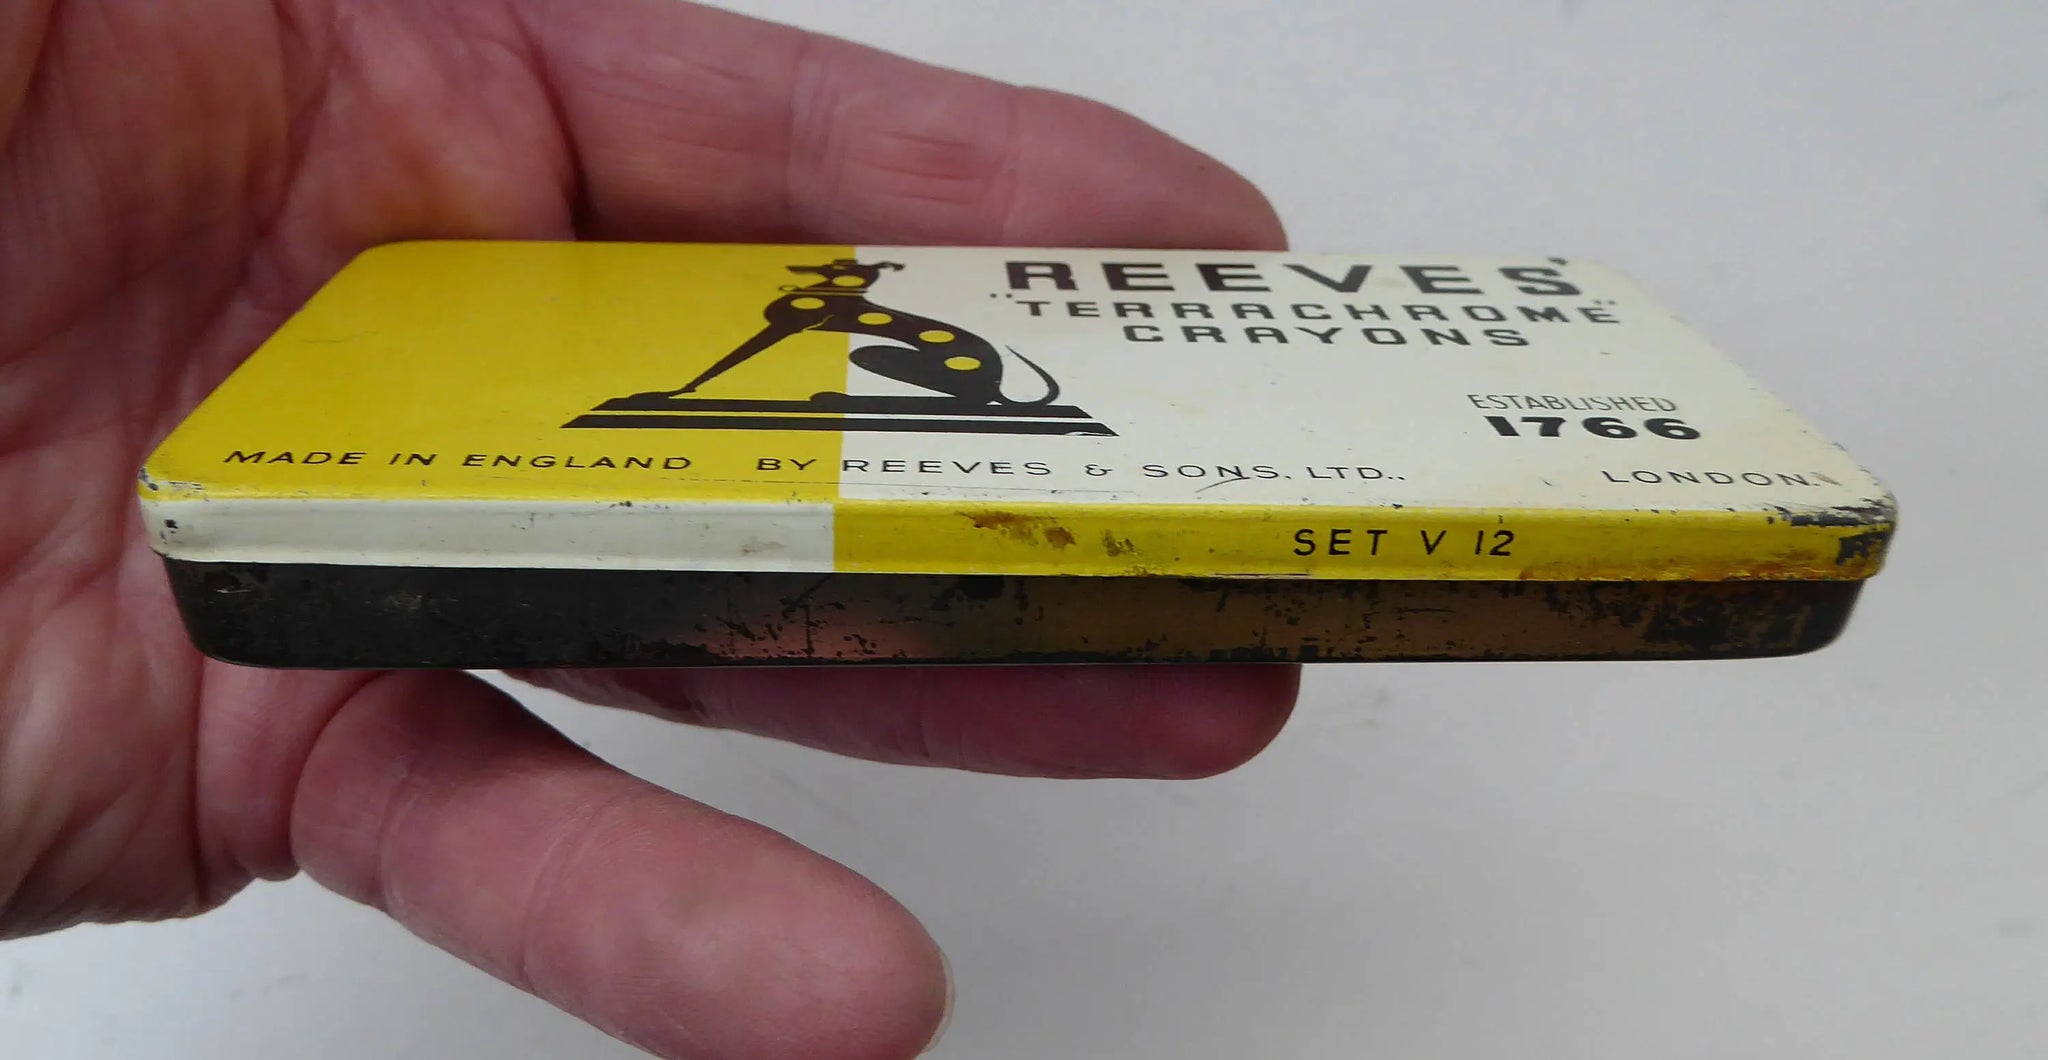 REEVES'
"TERRACHROME"
CRAYONS
ESTABLISHED
1766
MADE IN ENGLAND BY REEVES & SONS. LTD.. LONDON.
SET V 12